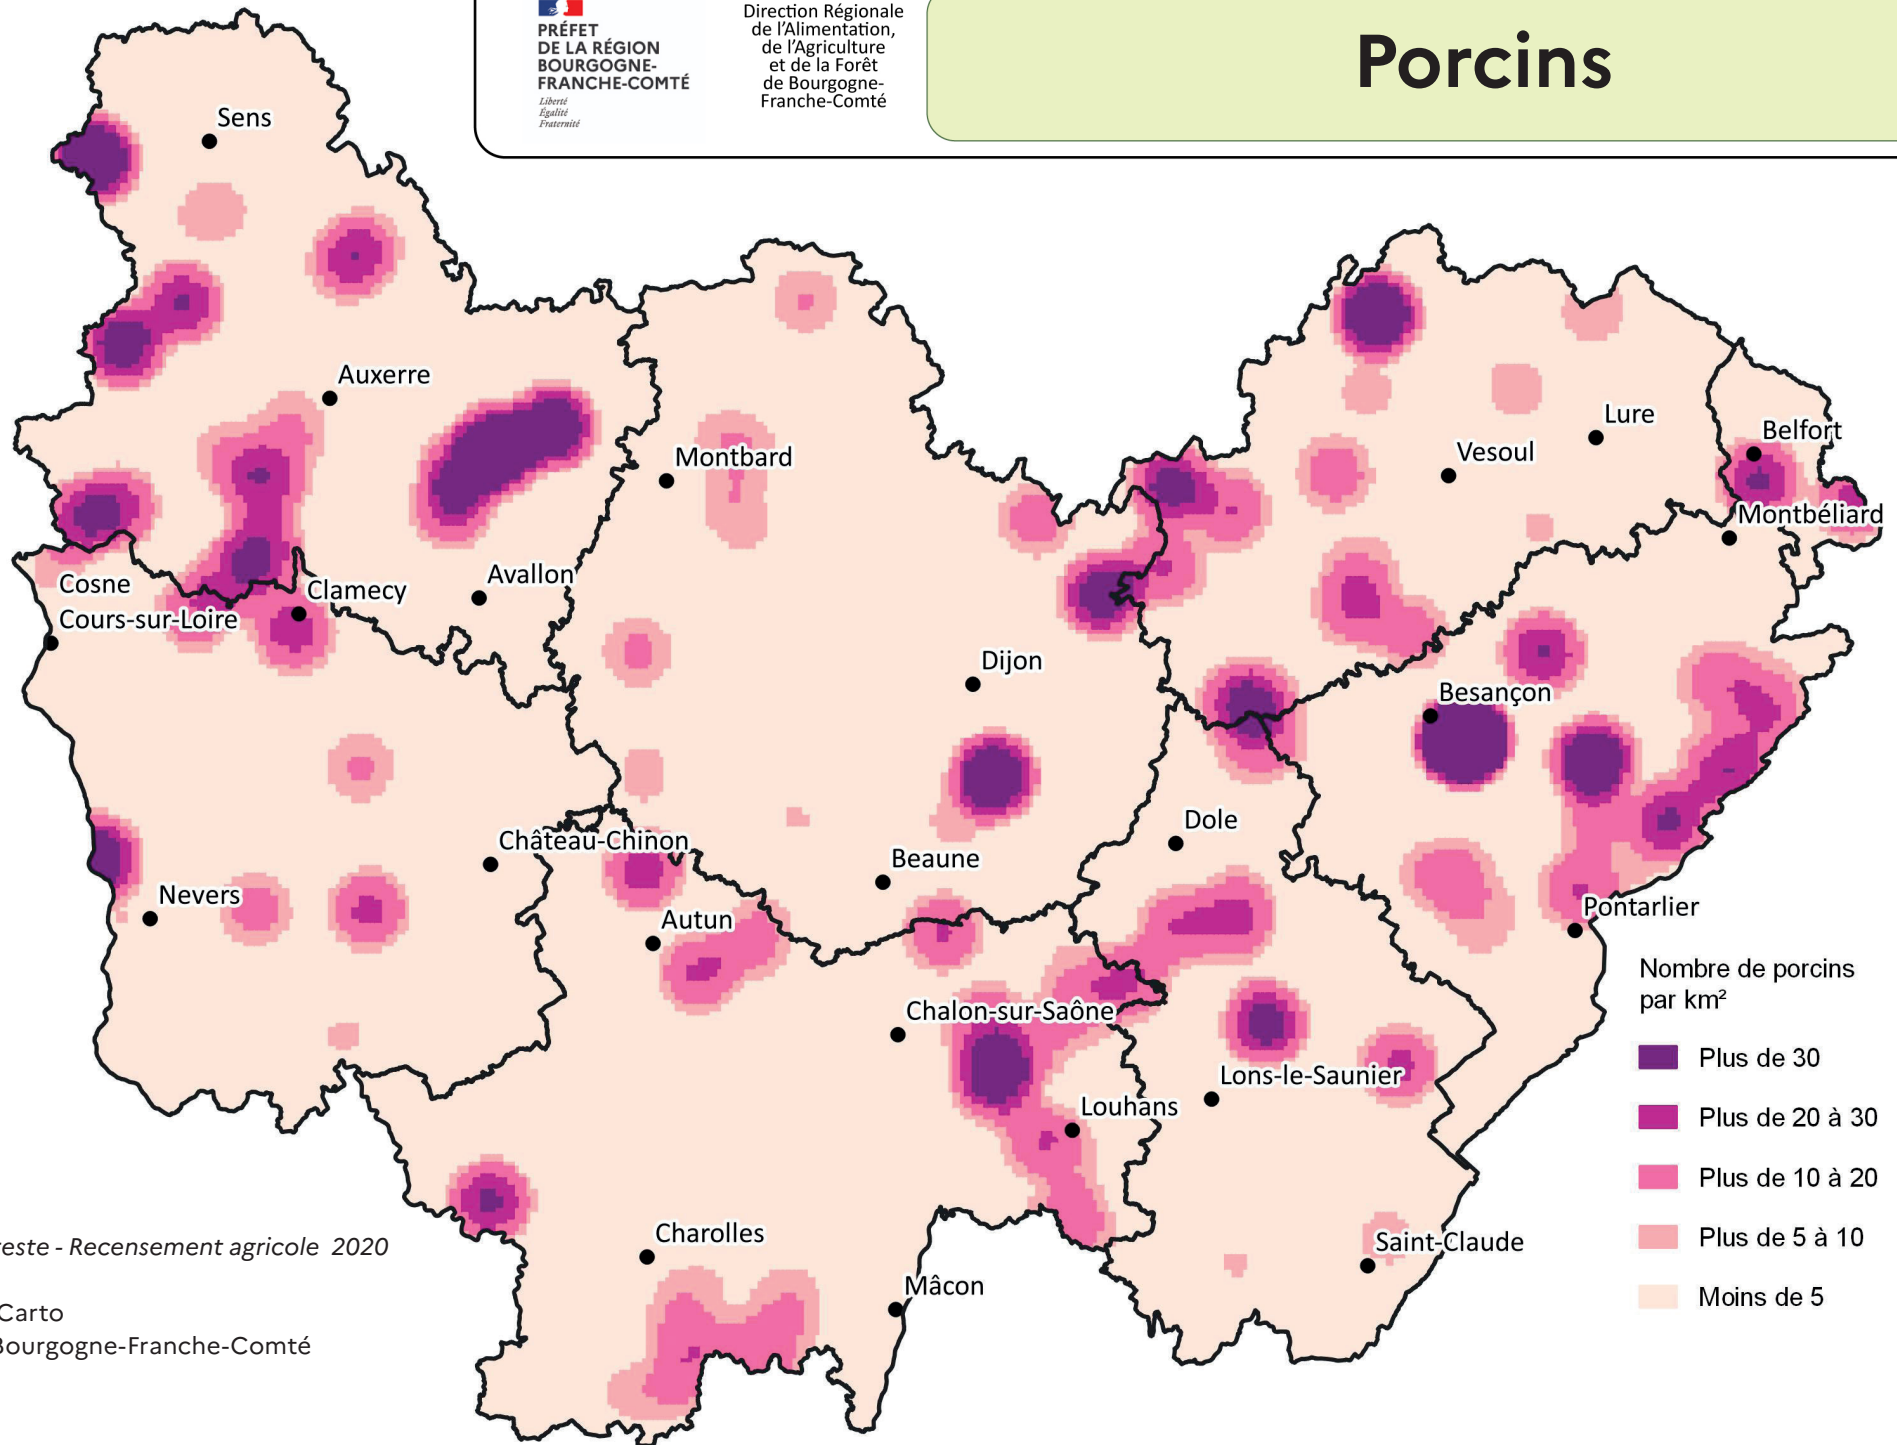 PRÉFET
DE LA RÉGION
BOURGOGNE-
FRANCHE-COMTÉ
Liberté
Égalité
Fraternité
Direction Régionale
de l'Alimentation,
de l'Agriculture
et de la Forêt
de Bourgogne-
Franche-Comté
Porcins
Sens
Auxerre
Montbard
Lure
Belfort
Vesoul
Montbéliard
Avallon
Cosne
Cours-sur-Loire
Clamecy
Dijon
Besançon
Dole
Château-Chinon
Beaune
Nevers
Autun
Pontarlier
Chalon-sur-Saône
Lons-le-Saunier
Louhans
Charolles
Saint-Claude
Mâcon
Nombre de porcins
par km²
Plus de 30
Plus de 20 à 30
Plus de 10 à 20
Plus de 5 à 10
Moins de 5
reste - Recensement agricole 2020
Carto
Bourgogne-Franche-Comté